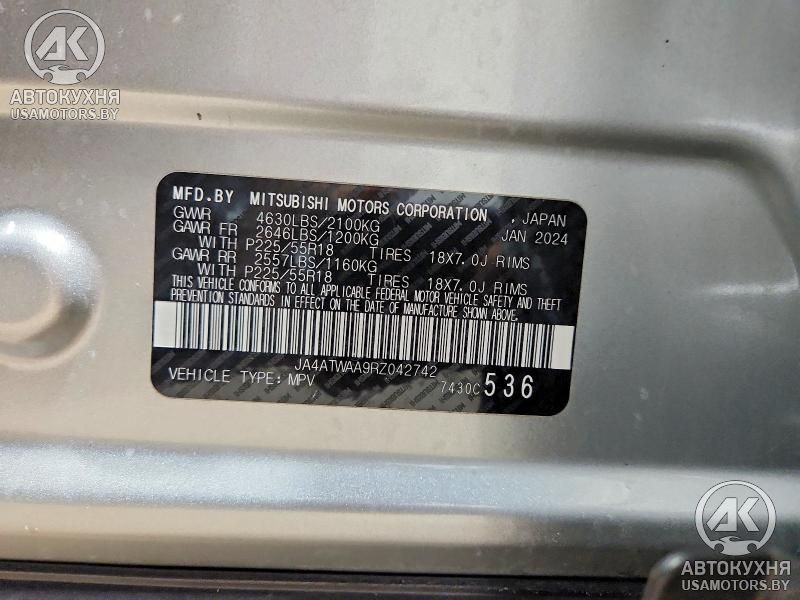 AK
АВТОКУХНЯ
USAMOTORS.BY
MFD.BY MITSUBISHI MOTORS CORPORATION , JAPAN
GVWR 4630LBS/2100KG JAN 2024
GAWR FR 2646LBS/1200KG
WITH P225/55R18 TIRES 18X7.0J RIMS
GAWR RR 2557LBS/1160KG
WITH P225/55R18 TIRES 18X7.0J RIMS
THIS VEHICLE CONFORMS TO ALL APPLICABLE FEDERAL MOTOR VEHICLE SAFETY AND THEFT
PREVENTION STANDARDS IN EFFECT ON THE DATE OF MANUFACTURE SHOWN ABOVE.
JA4ATWAA9RZ042742
VEHICLE TYPE: MPV 7430C 536
AK
АВТОКУХНЯ
USAMOTORS.BY